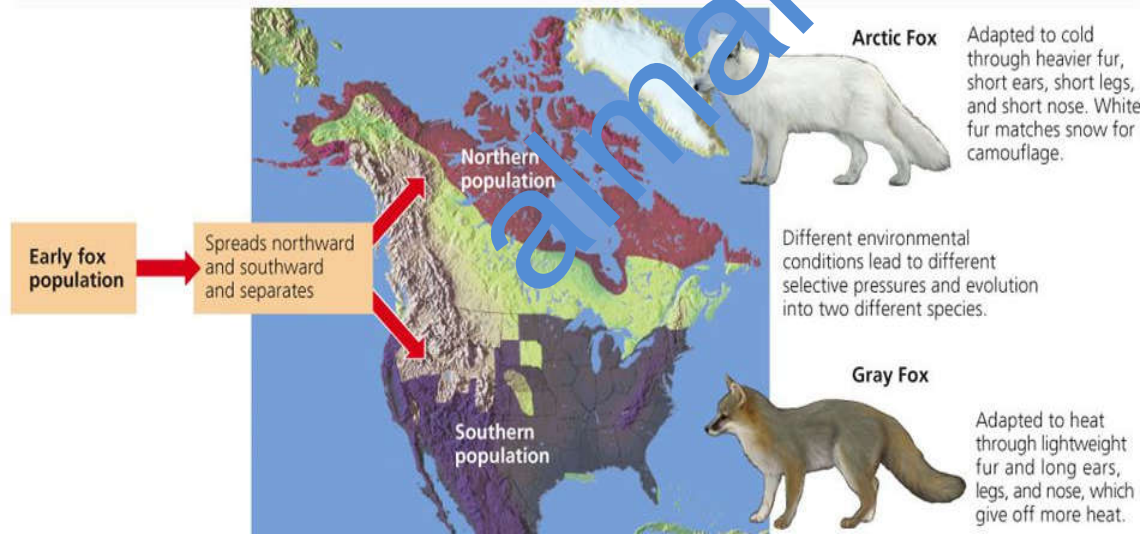 Early fox
population
Spreads northward
and southward
and separates
Northern
population
Southern
population
Arctic Fox
Adapted to cold
through heavier fur,
short ears, short legs,
and short nose. White
fur matches snow for
camouflage.
Different environmental
conditions lead to different
selective pressures and evolution
into two different species.
Gray Fox
Adapted to heat
through lightweight
fur and long ears,
legs, and nose, which
give off more heat.